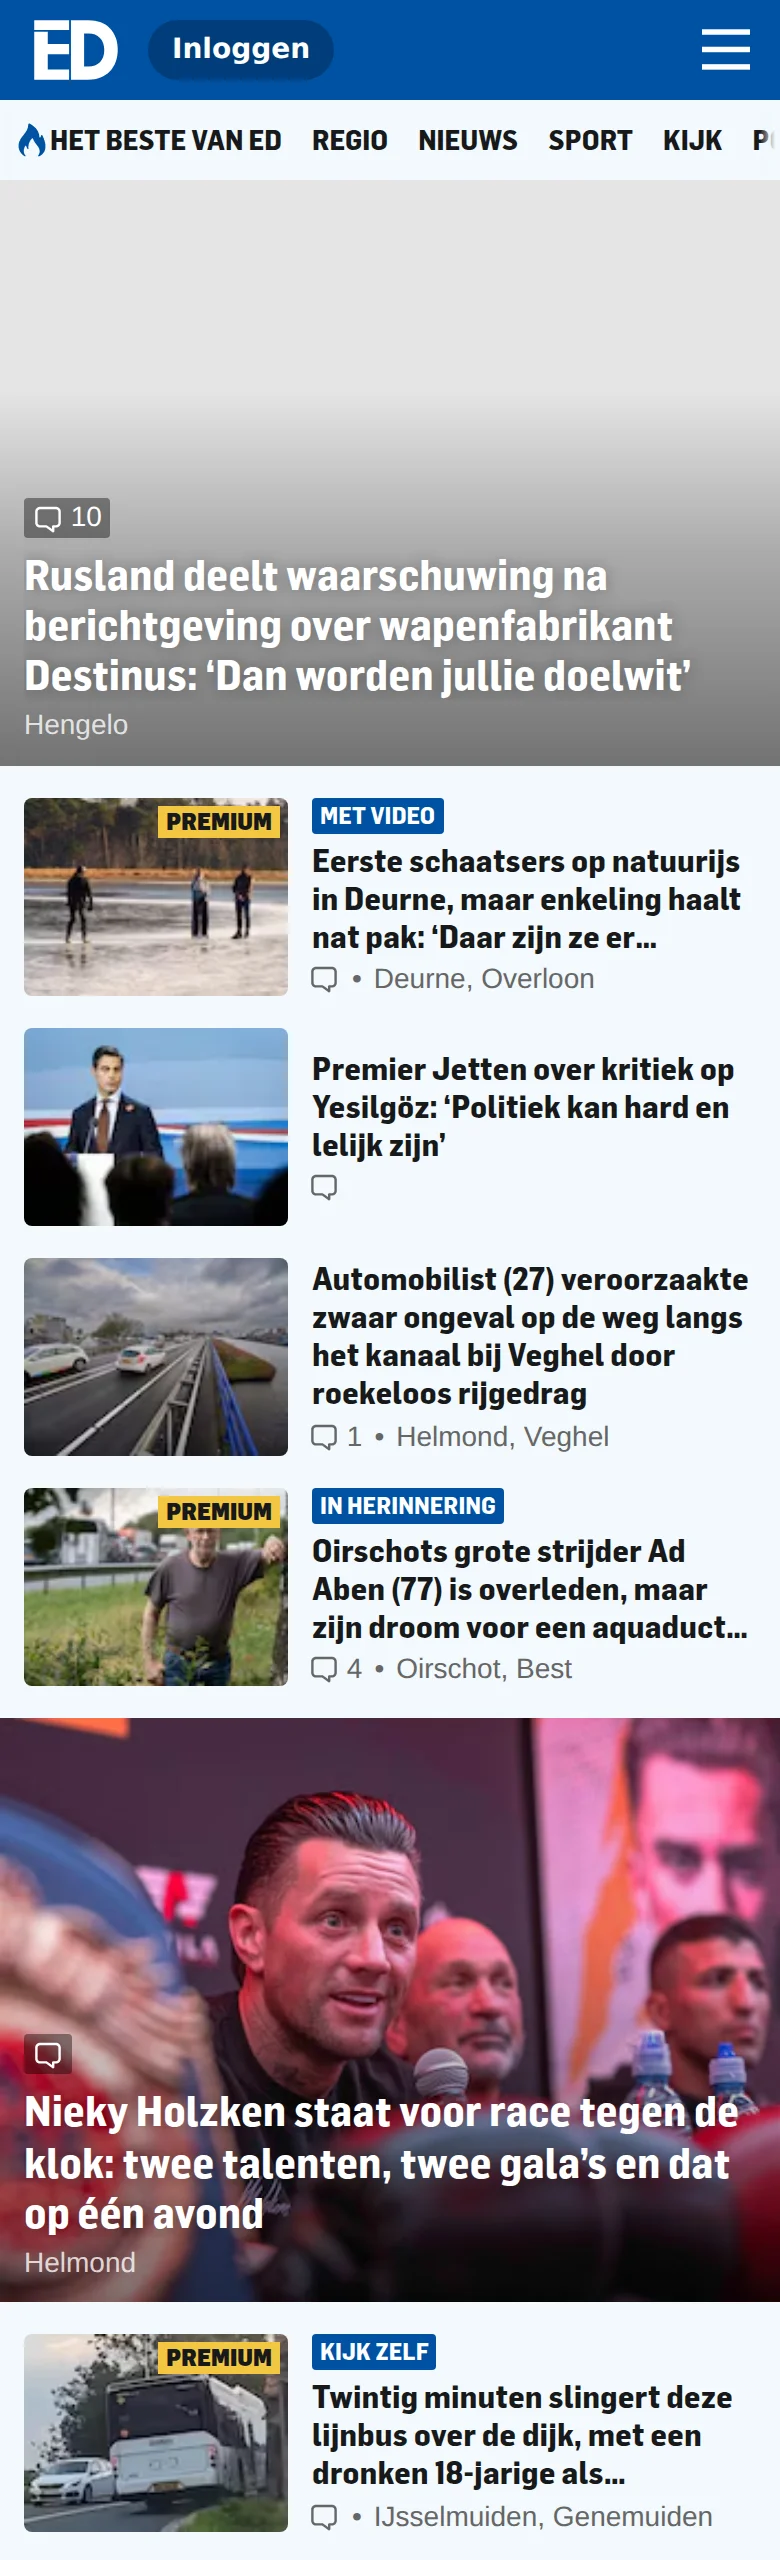 ED Inloggen
HET BESTE VAN ED REGIO NIEUWS SPORT KIJK
10
Rusland deelt waarschuwing na
berichtgeving over wapenfabrikant
Destinus: ‘Dan worden jullie doelwit’
Hengelo
PREMIUM
MET VIDEO
Eerste schaatsers op natuurijs
in Deurne, maar enkeling haalt
nat pak: ‘Daar zijn ze er...
• Deurne, Overloon
Premier Jetten over kritiek op
Yesilgöz: ‘Politiek kan hard en
lelijk zijn’
Automobilist (27) veroorzaakte
zwaar ongeval op de weg langs
het kanaal bij Veghel door
roekeloos rijgedrag
1 • Helmond, Veghel
PREMIUM
IN HERINNERING
Oirschots grote strijder Ad
Aben (77) is overleden, maar
zijn droom voor een aquaduct...
4 • Oirschot, Best
Nieky Holzken staat voor race tegen de
klok: twee talenten, twee gala’s en dat
op één avond
Helmond
PREMIUM
KIJK ZELF
Twintig minuten slingert deze
lijnbus over de dijk, met een
dronken 18-jarige als...
• IJsselmuiden, Genemuiden